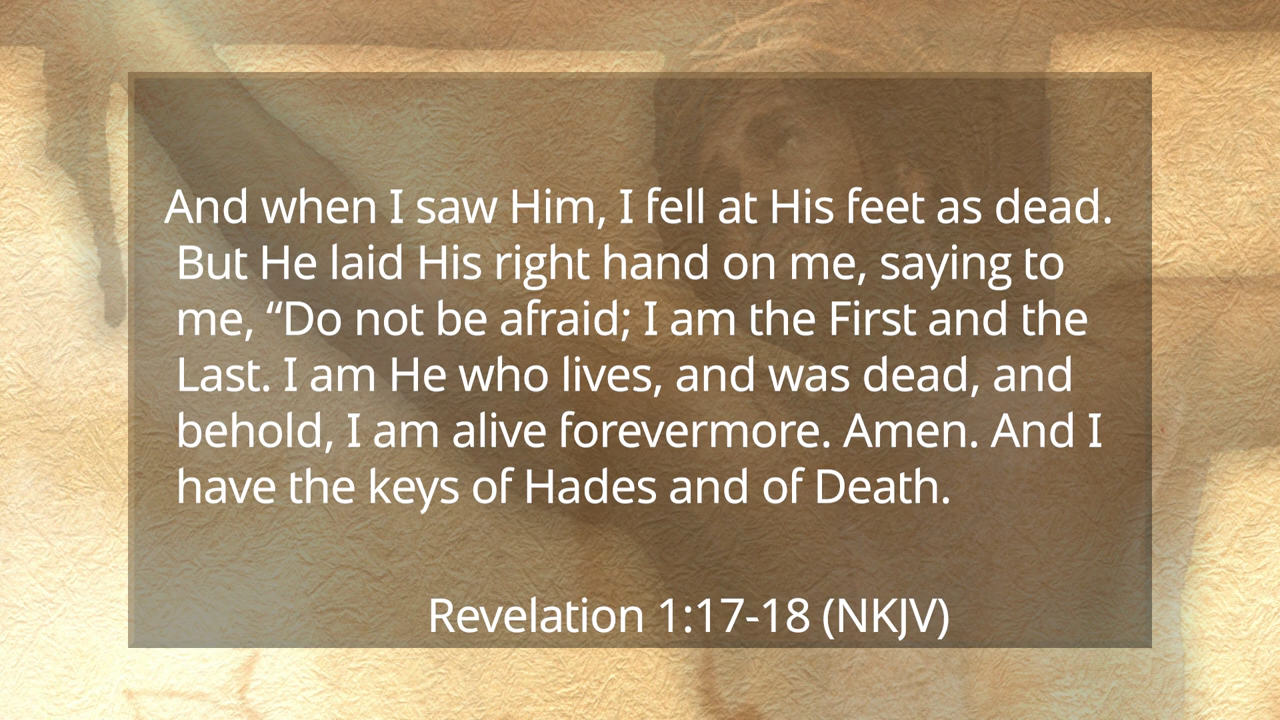 And when I saw Him, I fell at His feet as dead.
But He laid His right hand on me, saying to
me, “Do not be afraid; I am the First and the
Last. I am He who lives, and was dead, and
behold, I am alive forevermore. Amen. And I
have the keys of Hades and of Death.
Revelation 1:17-18 (NKJV)